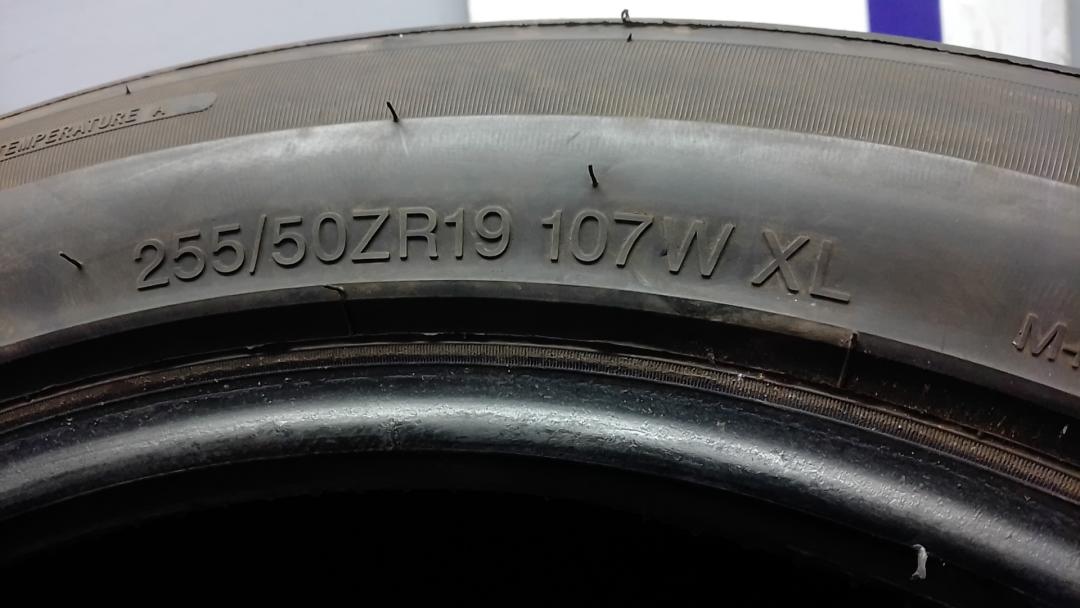 TEMPERATURE A
255/50ZR19 107W XL
M+